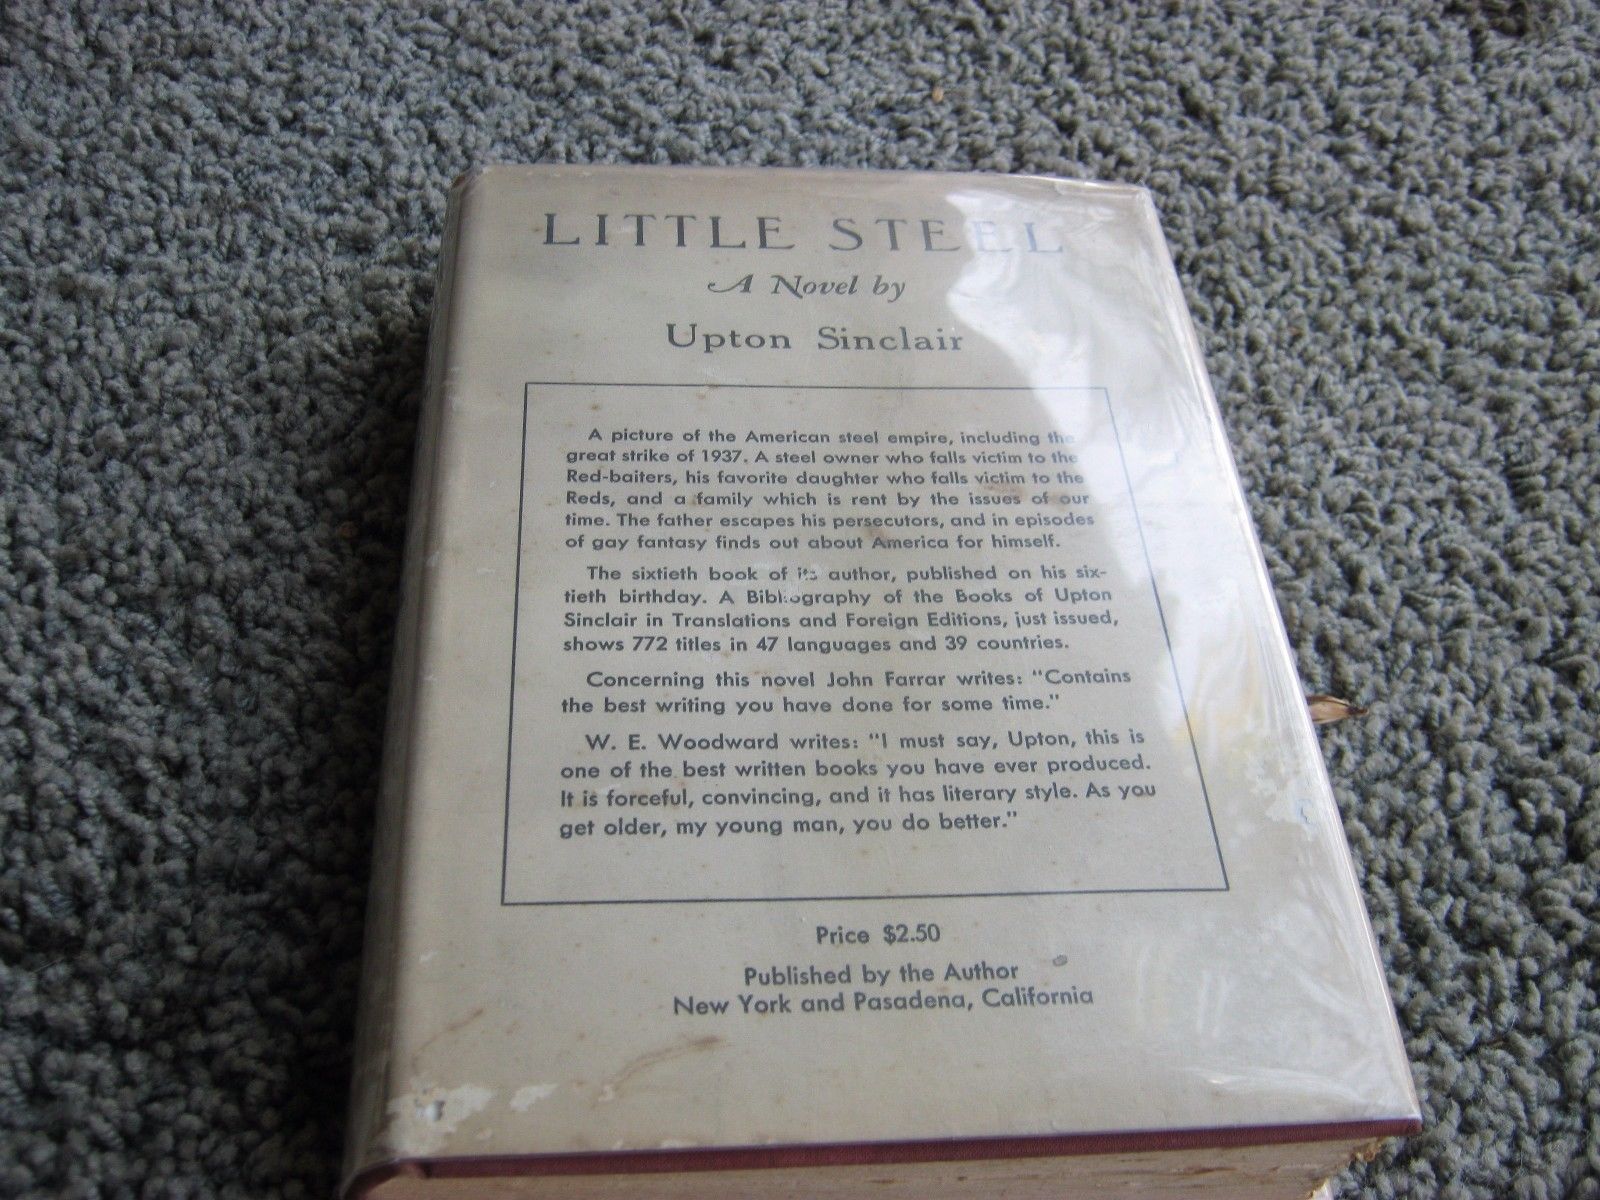 LITTLE STEEL
A Novel by
Upton Sinclair
A picture of the American steel empire, including the
great strike of 1937. A steel owner who falls victim to the
Red-baiters, his favorite daughter who falls victim to the
Reds, and a family which is rent by the issues of our
time. The father escapes his persecutors, and in episodes
of gay fantasy finds out about America for himself.
The sixtieth book of its author, published on his six-
tieth birthday. A Bibliography of the Books of Upton
Sinclair in Translations and Foreign Editions, just issued,
shows 772 titles in 47 languages and 39 countries.
Concerning this novel John Farrar writes: "Contains
the best writing you have done for some time."
W. E. Woodward writes: "I must say, Upton, this is
one of the best written books you have ever produced.
It is forceful, convincing, and it has literary style. As you
get older, my young man, you do better."
Price $2.50
Published by the Author
New York and Pasadena, California